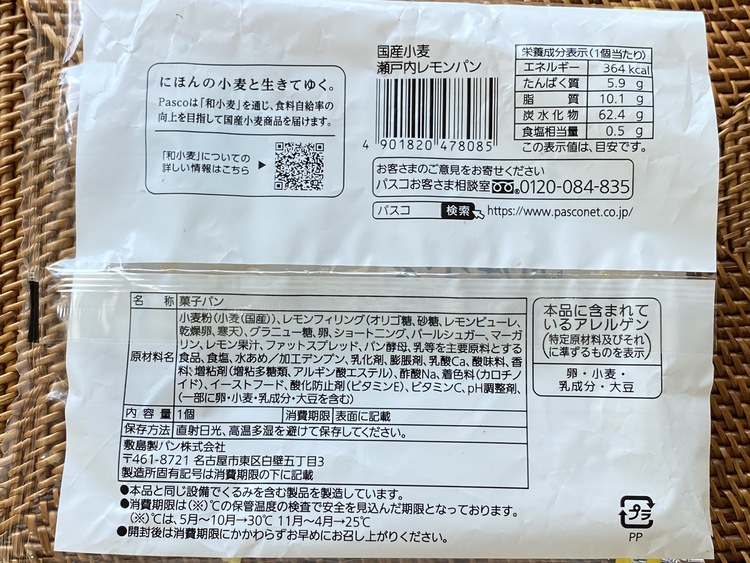 にほんの小麦と生きてゆく。
Pascoは「和小麦」を通じ、食料自給率の
向上を目指して国産小麦商品を届けます。
「和小麦」についての
詳しい情報はこちら
国産小麦
瀬戸内レモンパン
4 901820 478085
栄養成分表示(1個当たり)
エネルギー 364 kcal
たんぱく質 5.9 g
脂質 10.1 g
炭水化物 62.4 g
食塩相当量 0.5 g
この表示値は、目安です。
お客さまのご意見をお寄せください
パスコお客さま相談室 0120-084-835
パスコ 検索 https://www.pasconet.co.jp/
名称 菓子パン
原材料名 小麦粉(小麦(国産))、レモンフィリング(オリゴ糖、砂糖、レモンピューレ、
乾燥卵、寒天)、グラニュー糖、卵、ショートニング、パールシュガー、マーガ
リン、レモン果汁、ファットスプレッド、パン酵母、乳等を主要原料とする
食品、食塩、水あめ/加工デンプン、乳化剤、膨脹剤、乳酸Ca、酸味料、香
料、増粘剤(増粘多糖類、アルギン酸エステル)、酢酸Na、着色料(カロチノ
イド)、イーストフード、酸化防止剤(ビタミンE)、ビタミンC、pH調整剤、
(一部に卵・小麦・乳成分・大豆を含む)
内容量 1個 消費期限 表面に記載
保存方法 直射日光、高温多湿を避けて保存してください。
敷島製パン株式会社
〒461-8721 名古屋市東区白壁五丁目3
製造所固有記号は消費期限の下に記載
本品に含まれて
いるアレルゲン
(特定原材料及びそれ
に準ずるものを表示)
卵・小麦・
乳成分・大豆
●本品と同じ設備でくるみを含む製品を製造しています。
●消費期限は(※)℃の保管温度の検査で安全を見込んだ期限となっております。
(※)℃は、5月〜10月→30℃ 11月〜4月→25℃
●開封後は消費期限にかかわらずお早めにお召し上がりください。
プラ
PP